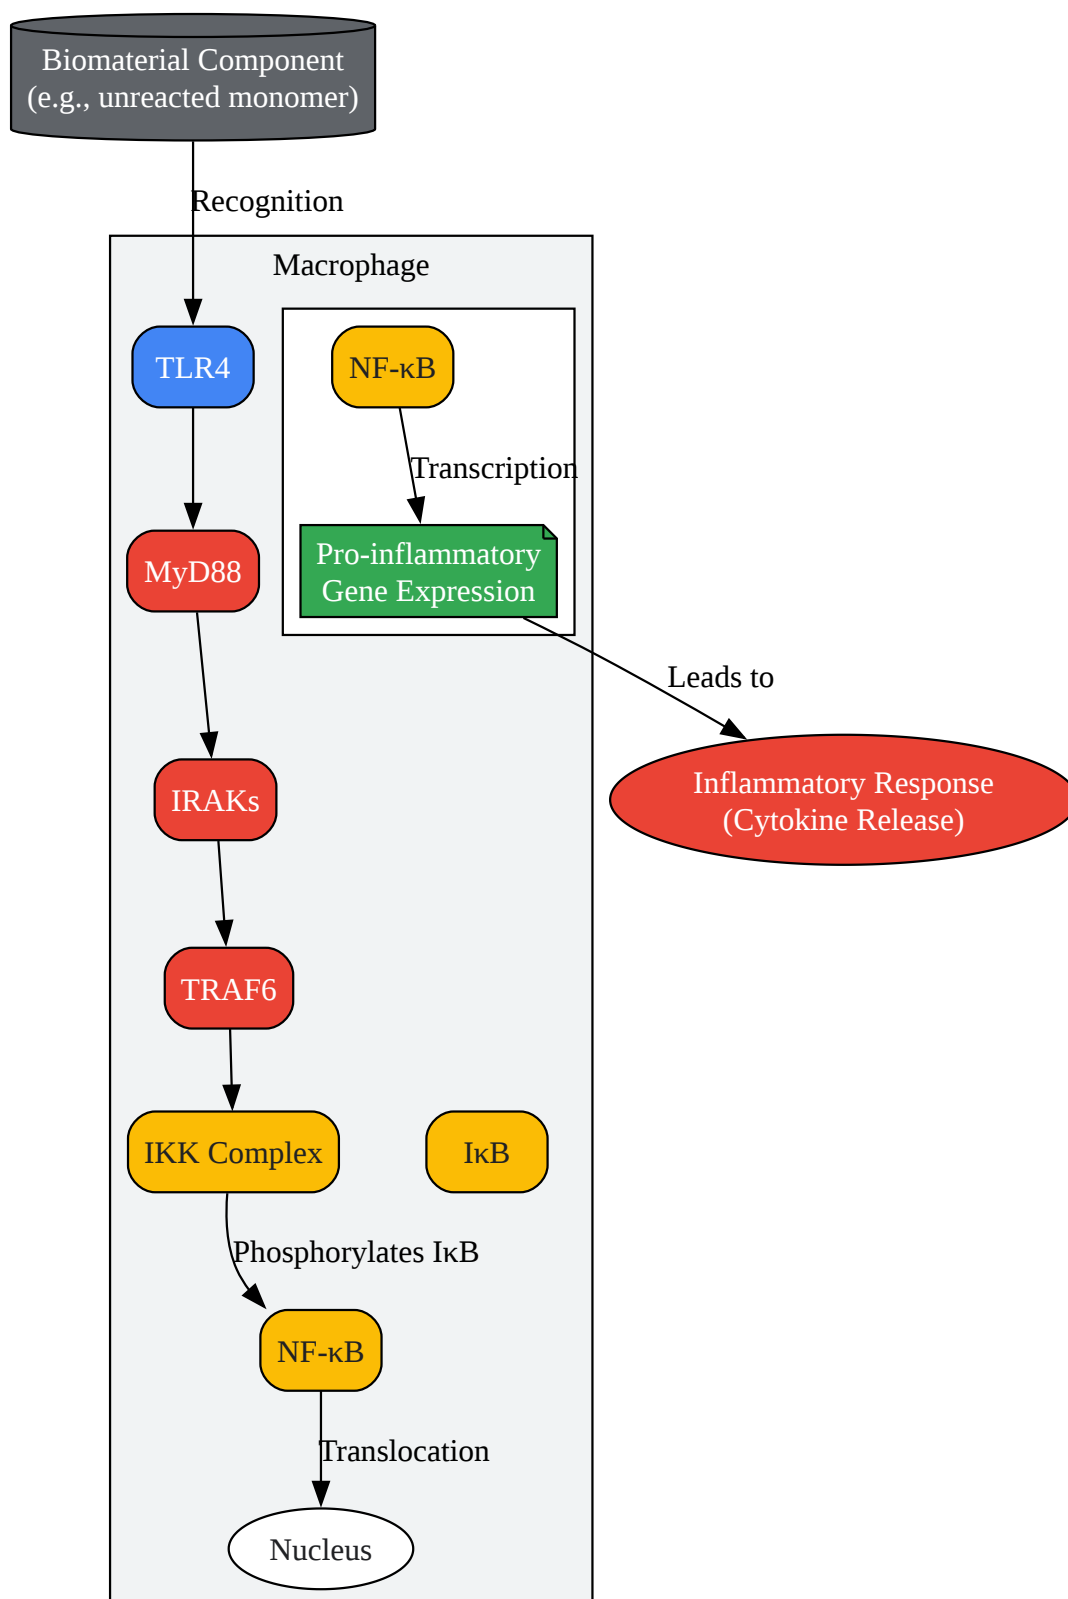 Biomaterial Component
(e.g., unreacted monomer)
Recognition
Macrophage
TLR4
NF-κB
Transcription
MyD88
Pro-inflammatory
Gene Expression
Leads to
IRAKs
Inflammatory Response
(Cytokine Release)
TRAF6
IKK Complex
IκB
Phosphorylates IκB
NF-κB
Translocation
Nucleus